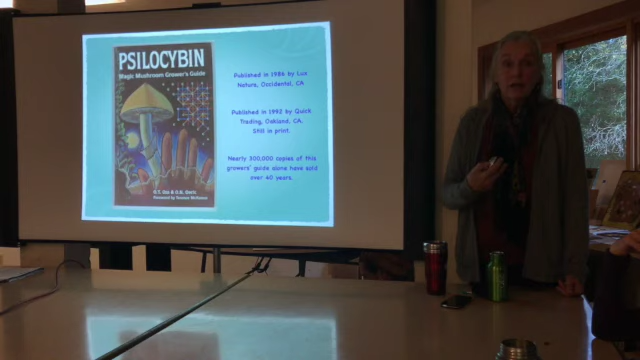 PSILOCYBIN
Magic Mushroom Grower's Guide
O.T. Oss & O.N. Oeric
Foreword by Terence McKenna
Published in 1986 by Lux
Natura, Occidental, CA
Published in 1992 by Quick
Trading, Oakland, CA.
Still in print.
Nearly 300,000 copies of this
growers' guide alone have sold
over 40 years.